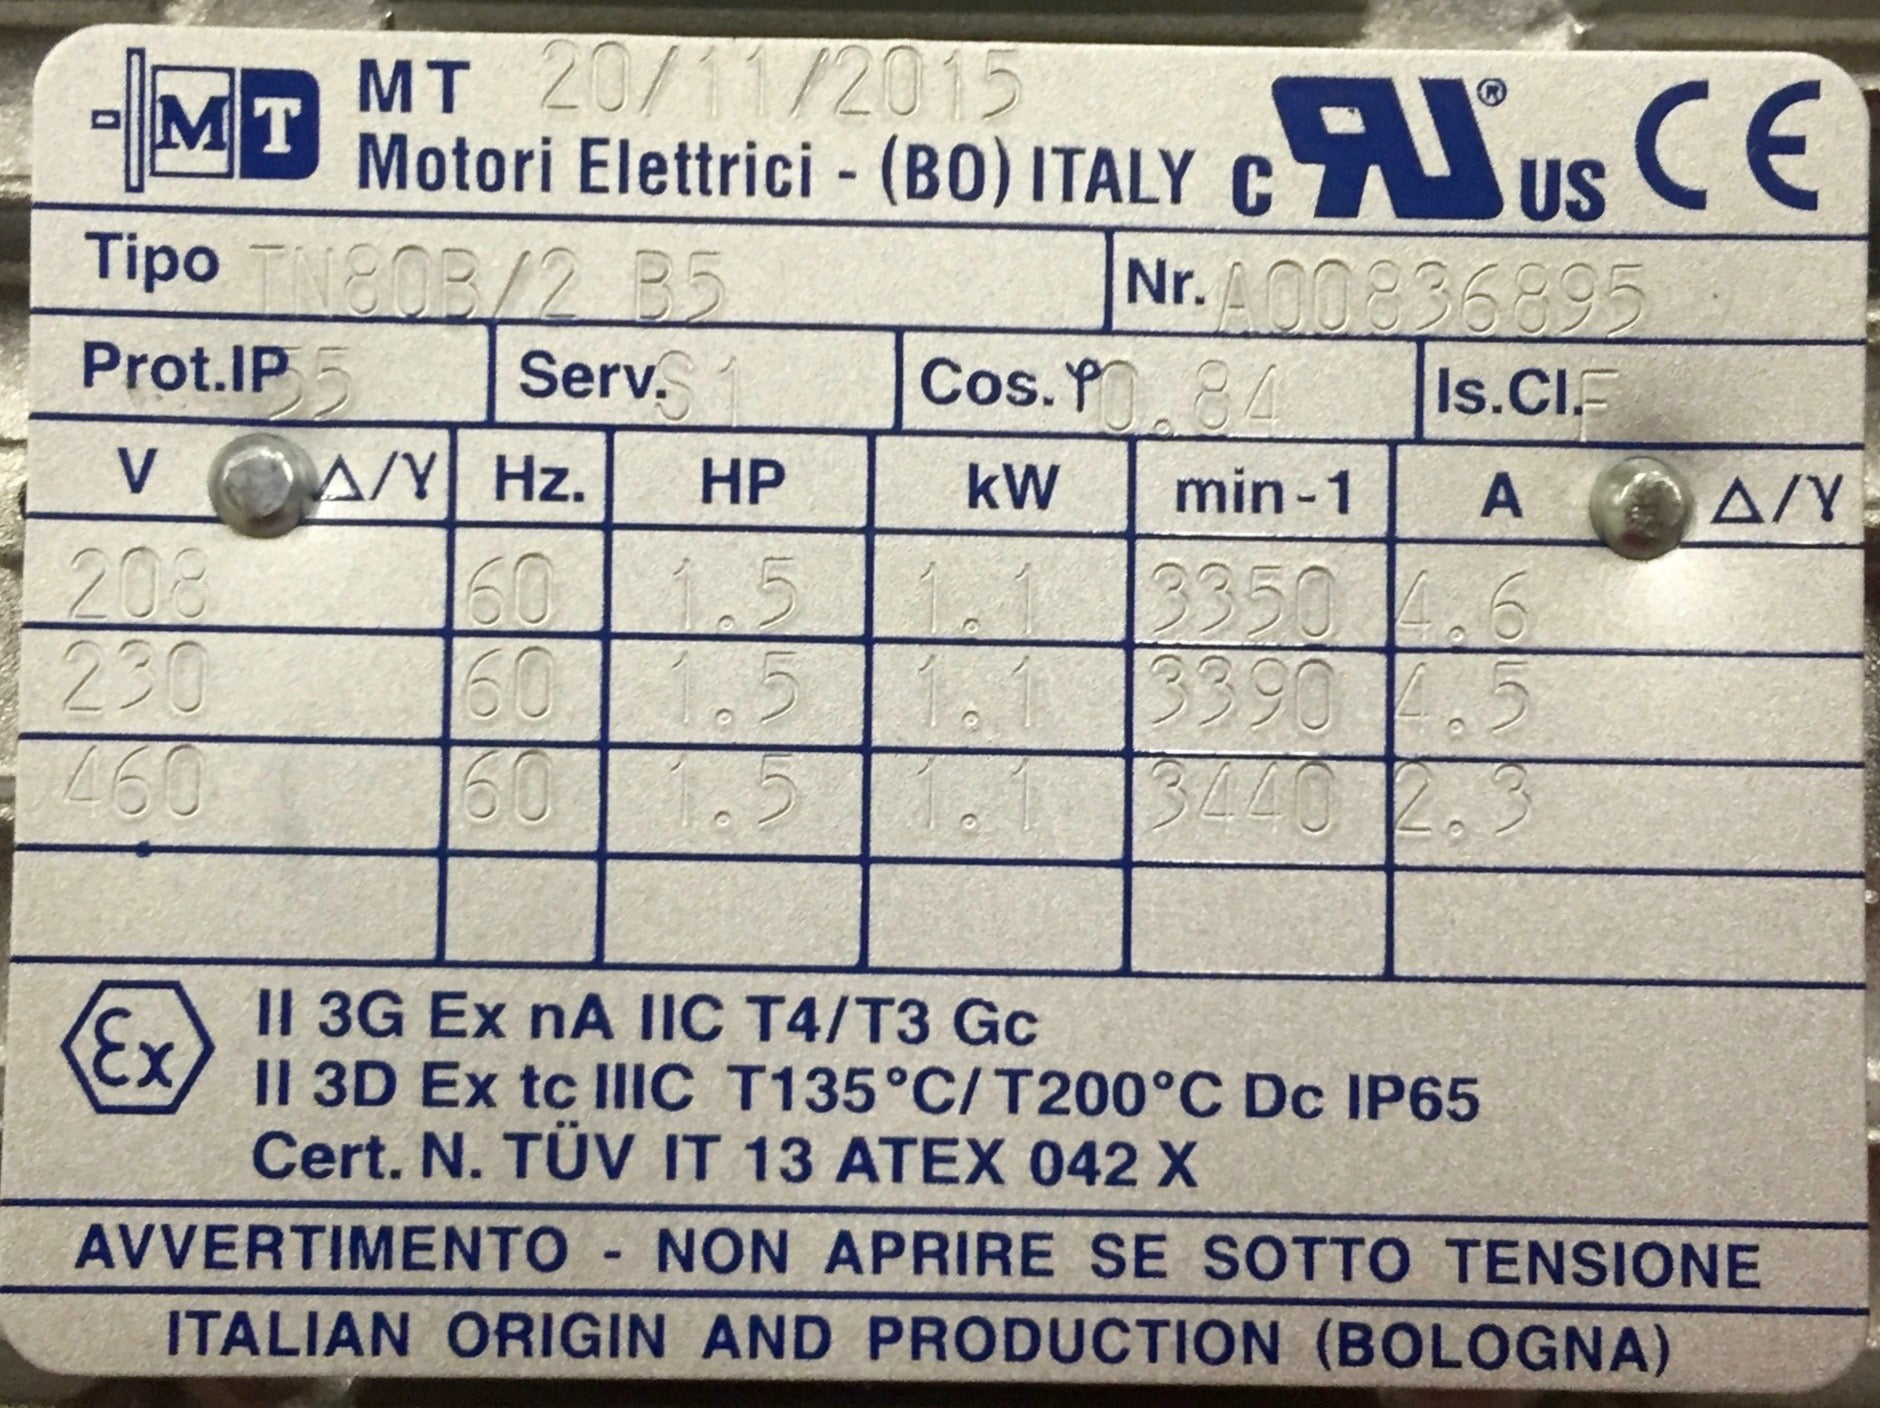 MT MT 20/11/2015
Motori Elettrici - (BO) ITALY c RU® US CE
Tipo TN80B/2 B5 Nr. A00836895
Prot.IP 55 Serv. S1 Cos.φ 0.84 Is.Cl. F
V Δ/Y Hz. HP kW min-1 A Δ/Y
208 60 1.5 1.1 3350 4.6
230 60 1.5 1.1 3390 4.5
460 60 1.5 1.1 3440 2.3
Ex II 3G Ex nA IIC T4/T3 Gc
II 3D Ex tc IIIC T135°C/T200°C Dc IP65
Cert. N. TÜV IT 13 ATEX 042 X
AVVERTIMENTO - NON APRIRE SE SOTTO TENSIONE
ITALIAN ORIGIN AND PRODUCTION (BOLOGNA)